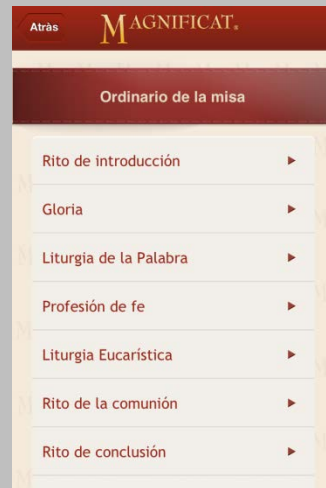 Atràs
MAGNIFICAT®
Ordinario de la misa
Rito de introducción
Gloria
Liturgia de la Palabra
Profesión de fe
Liturgia Eucarística
Rito de la comunión
Rito de conclusión